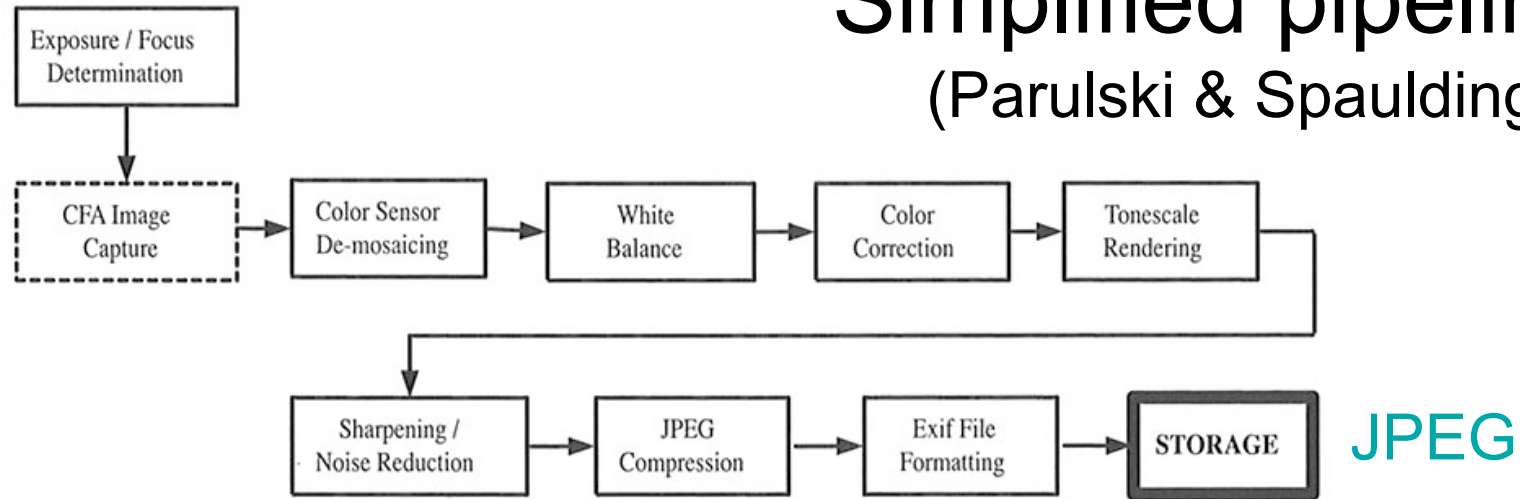 (Parulski & Spaulding
Exposure / Focus
Determination
CFA Image
Capture
Color Sensor
De-mosaicing
White
Balance
Color
Correction
Tonescale
Rendering
Sharpening /
Noise Reduction
JPEG
Compression
Exif File
Formatting
STORAGE
JPEG